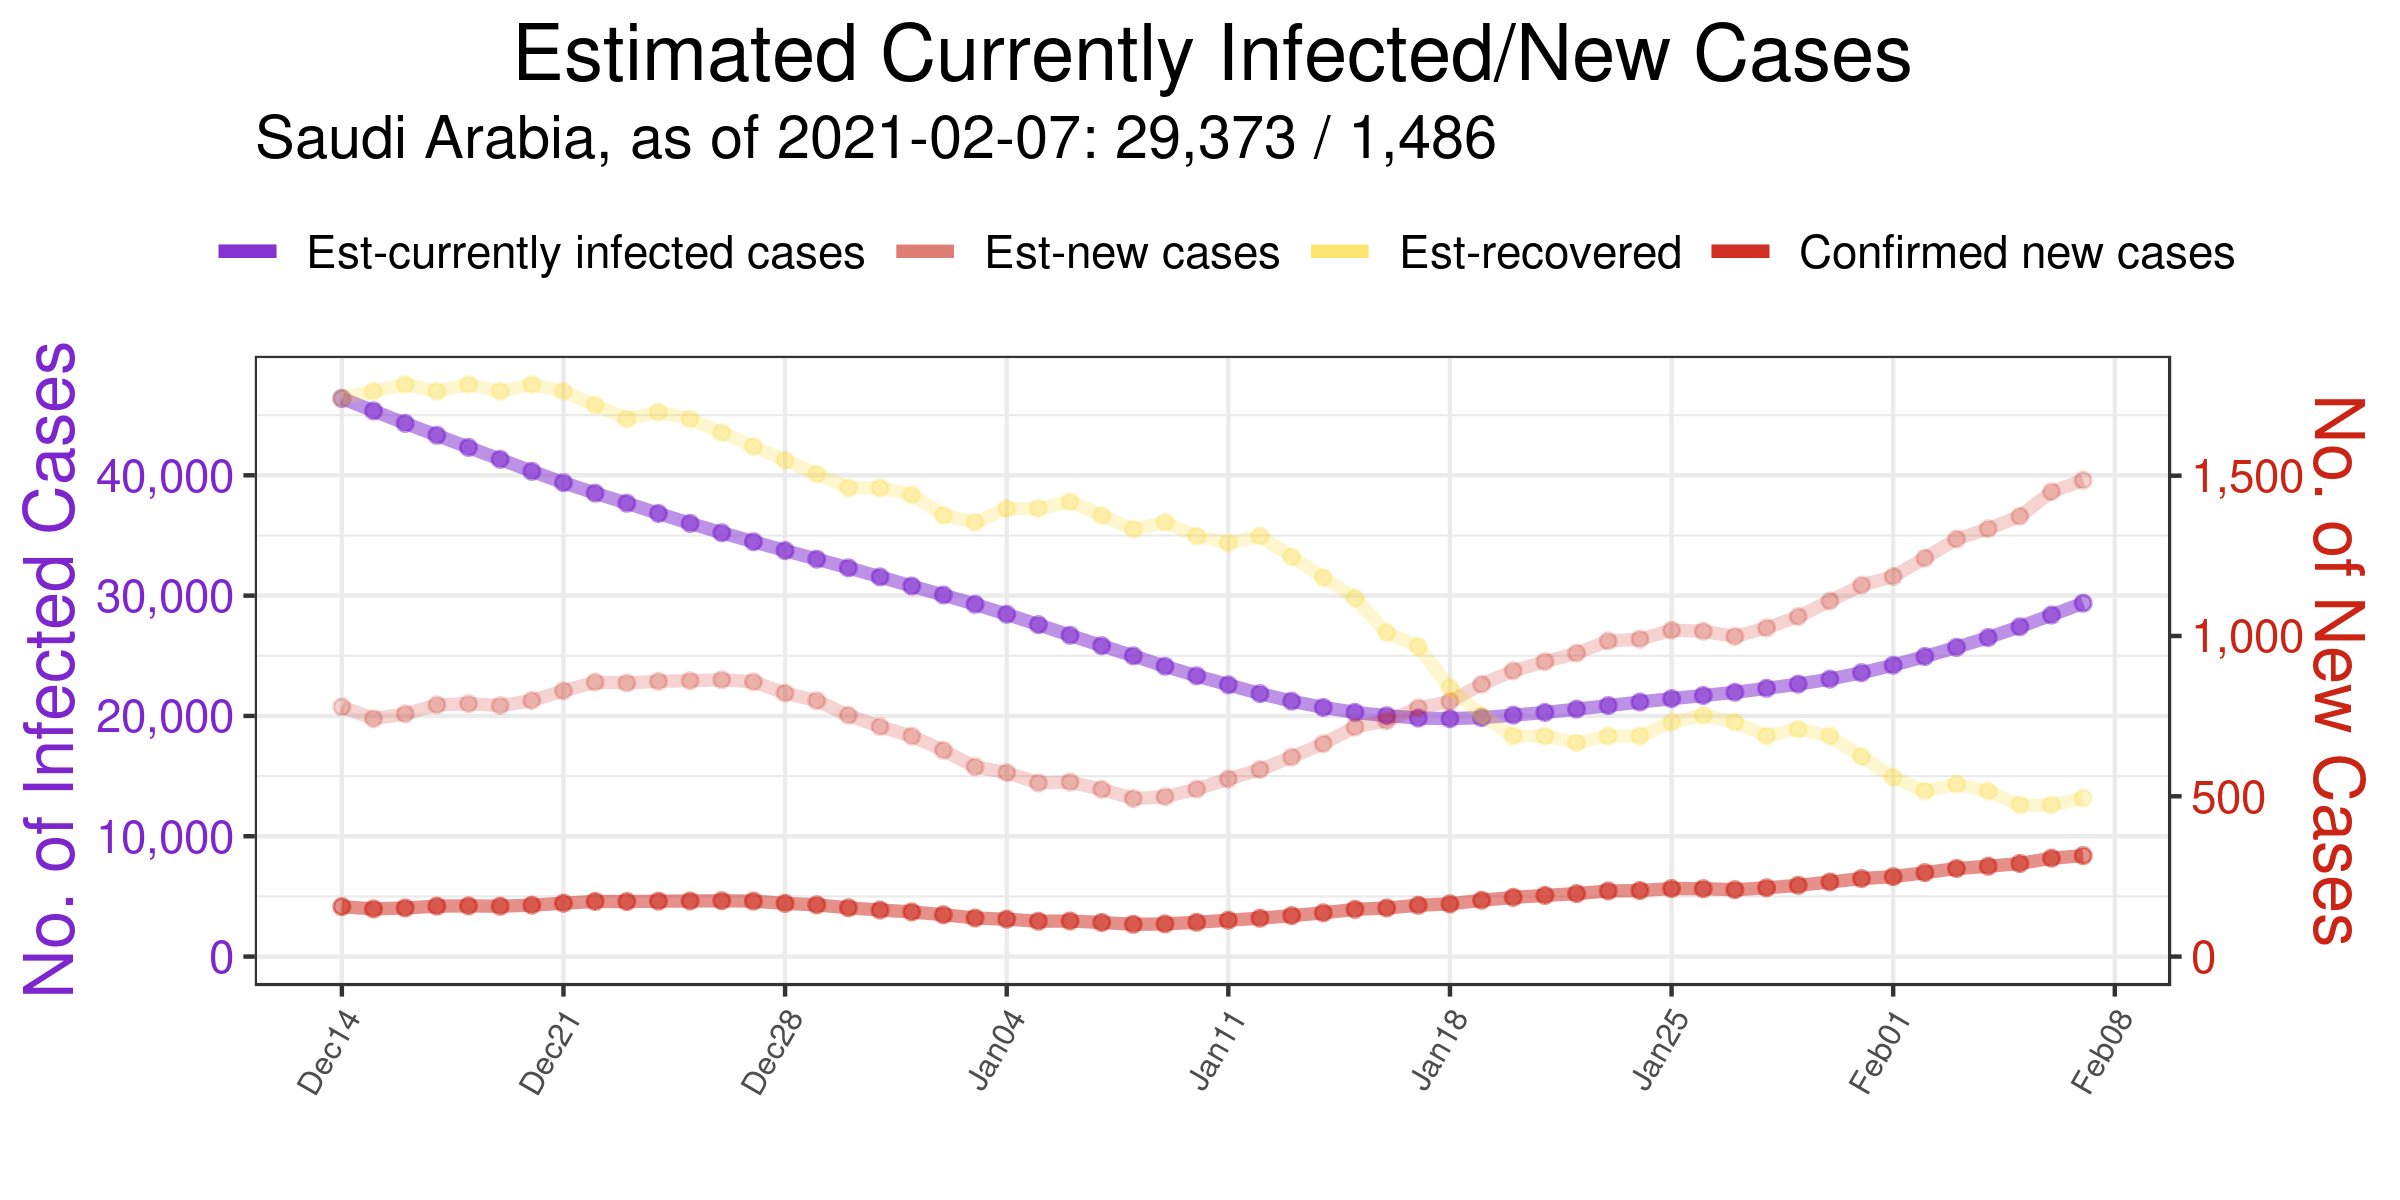 Estimated Currently Infected/New Cases
Saudi Arabia, as of 2021-02-07: 29,373 / 1,486
Est-currently infected cases Est-new cases Est-recovered Confirmed new cases
No. of Infected Cases
40,000
30,000
20,000
10,000
0
1,500
1,000
500
0
No. of New Cases
Dec14 Dec21 Dec28 Jan04 Jan11 Jan18 Jan25 Feb01 Feb08